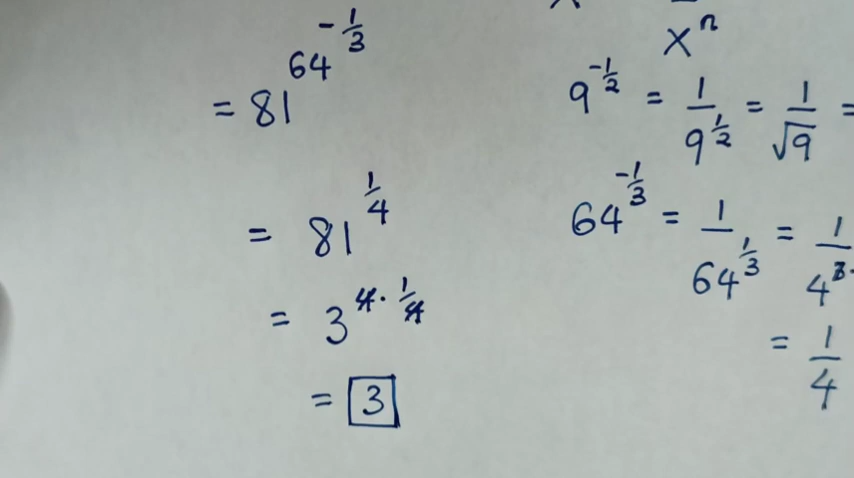 = 81^64^-1/3
= 81^1/4
= 3^4·1/4
= 3
x^n
9^-1/2 = 1/9^1/2 = 1/√9 =
64^-1/3 = 1/64^1/3 = 1/4^3·
= 1/4